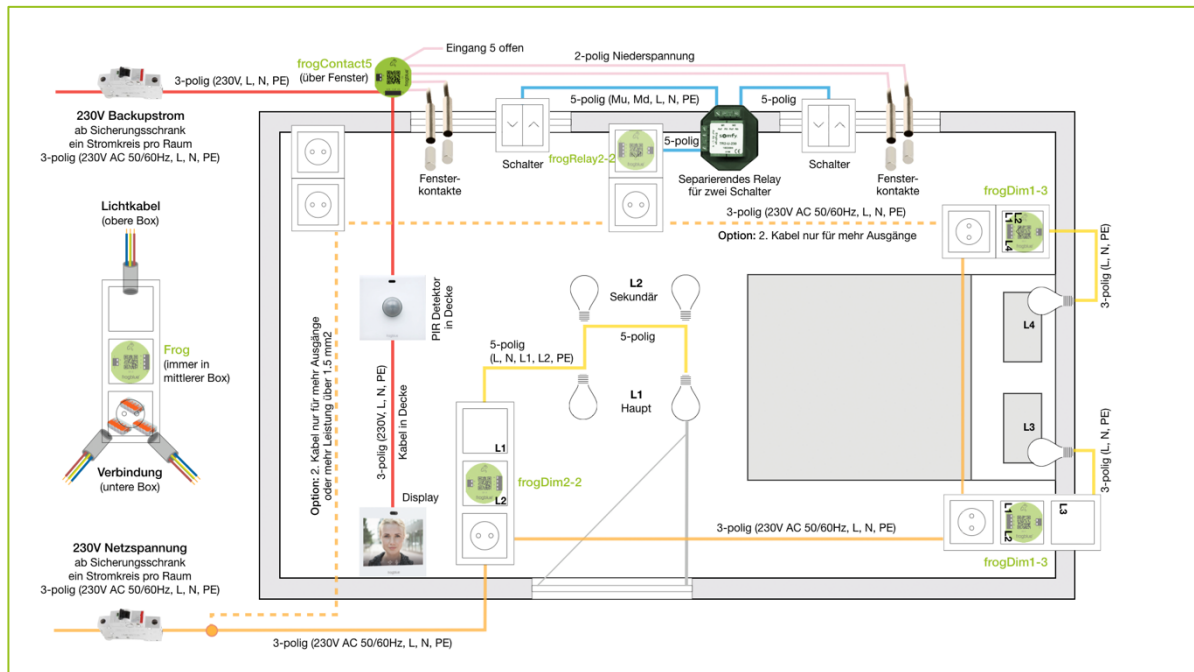 Eingang 5 offen
frogContact5
(über Fenster)
2-polig Niederspannung
3-polig (230V, L, N, PE)
230V Backupstrom
ab Sicherungsschrank
ein Stromkreis pro Raum
3-polig (230V AC 50/60Hz, L, N, PE)
5-polig (Mu, Md, L, N, PE)
5-polig
5-polig
somfy
Schalter
frogRelay2-2
Schalter
Fenster-
kontakte
Separierendes Relay
für zwei Schalter
Fenster-
kontakte
frogDim1-3
3-polig (230V AC 50/60Hz, L, N, PE)
Option: 2. Kabel nur für mehr Ausgänge
L1
L2
L4
3-polig (L, N, PE)
Lichtkabel
(obere Box)
Frog
(immer in
mittlerer Box)
Verbindung
(untere Box)
Option: 2. Kabel nur für mehr Ausgänge
oder mehr Leistung über 1.5 mm2
PIR Detektor
in Decke
3-polig (230V, L, N, PE)
Kabel in Decke
L2
Sekundär
5-polig
(L, N, L1, L2, PE)
5-polig
L1
Haupt
L4
L3
3-polig (L, N, PE)
L1
L2
frogDim2-2
Display
3-polig (230V AC 50/60Hz, L, N, PE)
L1
L2
L3
frogDim1-3
230V Netzspannung
ab Sicherungsschrank
ein Stromkreis pro Raum
3-polig (230V AC 50/60Hz, L, N, PE)
3-polig (230V AC 50/60Hz, L, N, PE)